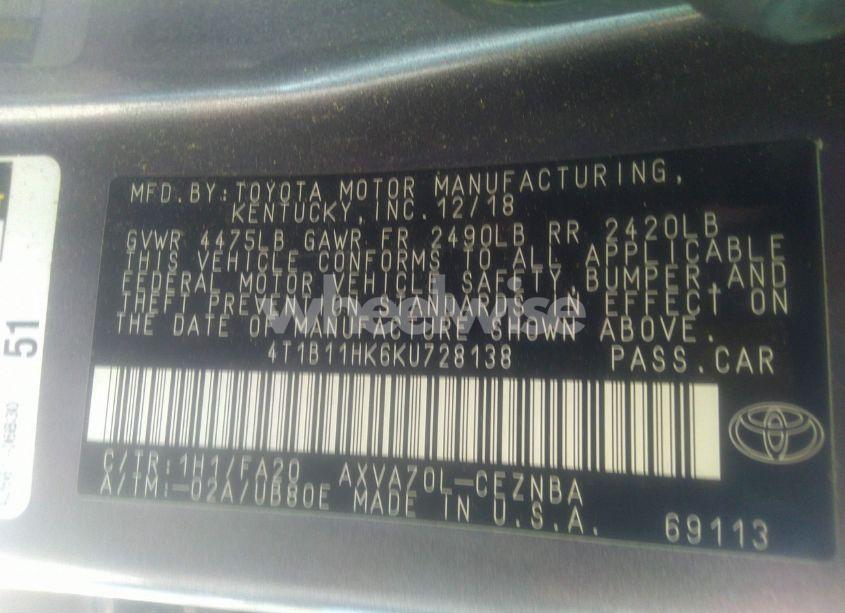 MFD.BY:TOYOTA MOTOR MANUFACTURING,
KENTUCKY,INC.12/18
GVWR 4475LB GAWR FR 2490LB RR 2420LB
THIS VEHICLE CONFORMS TO ALL APPLICABLE
FEDERAL MOTOR VEHICLE SAFETY,BUMPER,AND
THEFT PREVENTION STANDARDS IN EFFECT ON
THE DATE OF MANUFACTURE SHOWN ABOVE.
wheelwise
4T1B11HK6KU728138 PASS.CAR
C/TR:1H1/FA20 AXVA70L-CEZNBA
A/TM:-02A/UB80E MADE IN U.S.A.
69113
51